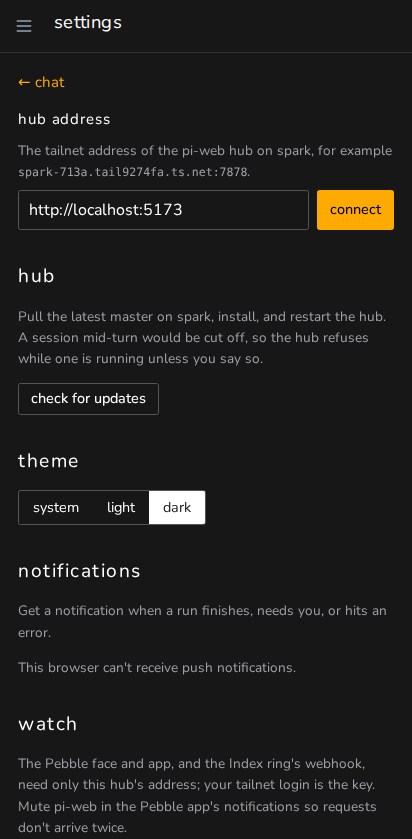 settings
← chat
hub address
The tailnet address of the pi-web hub on spark, for example
spark-713a.tail9274fa.ts.net:7878.
http://localhost:5173
connect
hub
Pull the latest master on spark, install, and restart the hub.
A session mid-turn would be cut off, so the hub refuses
while one is running unless you say so.
check for updates
theme
system light dark
notifications
Get a notification when a run finishes, needs you, or hits an
error.
This browser can't receive push notifications.
watch
The Pebble face and app, and the Index ring's webhook,
need only this hub's address; your tailnet login is the key.
Mute pi-web in the Pebble app's notifications so requests
don't arrive twice.